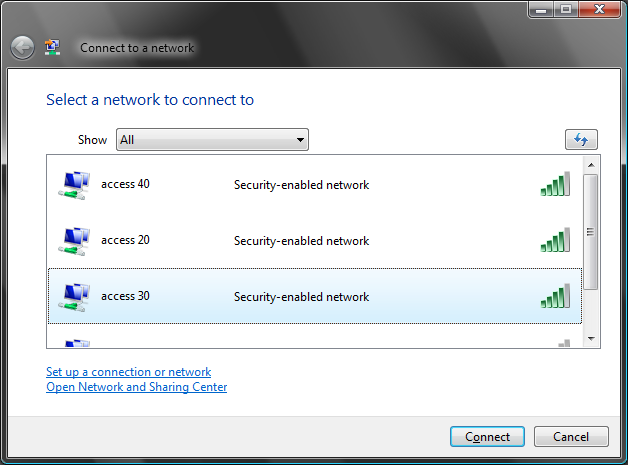 Connect to a network
Select a network to connect to
Show All
access 40 Security-enabled network
access 20 Security-enabled network
access 30 Security-enabled network
Set up a connection or network
Open Network and Sharing Center
Connect Cancel